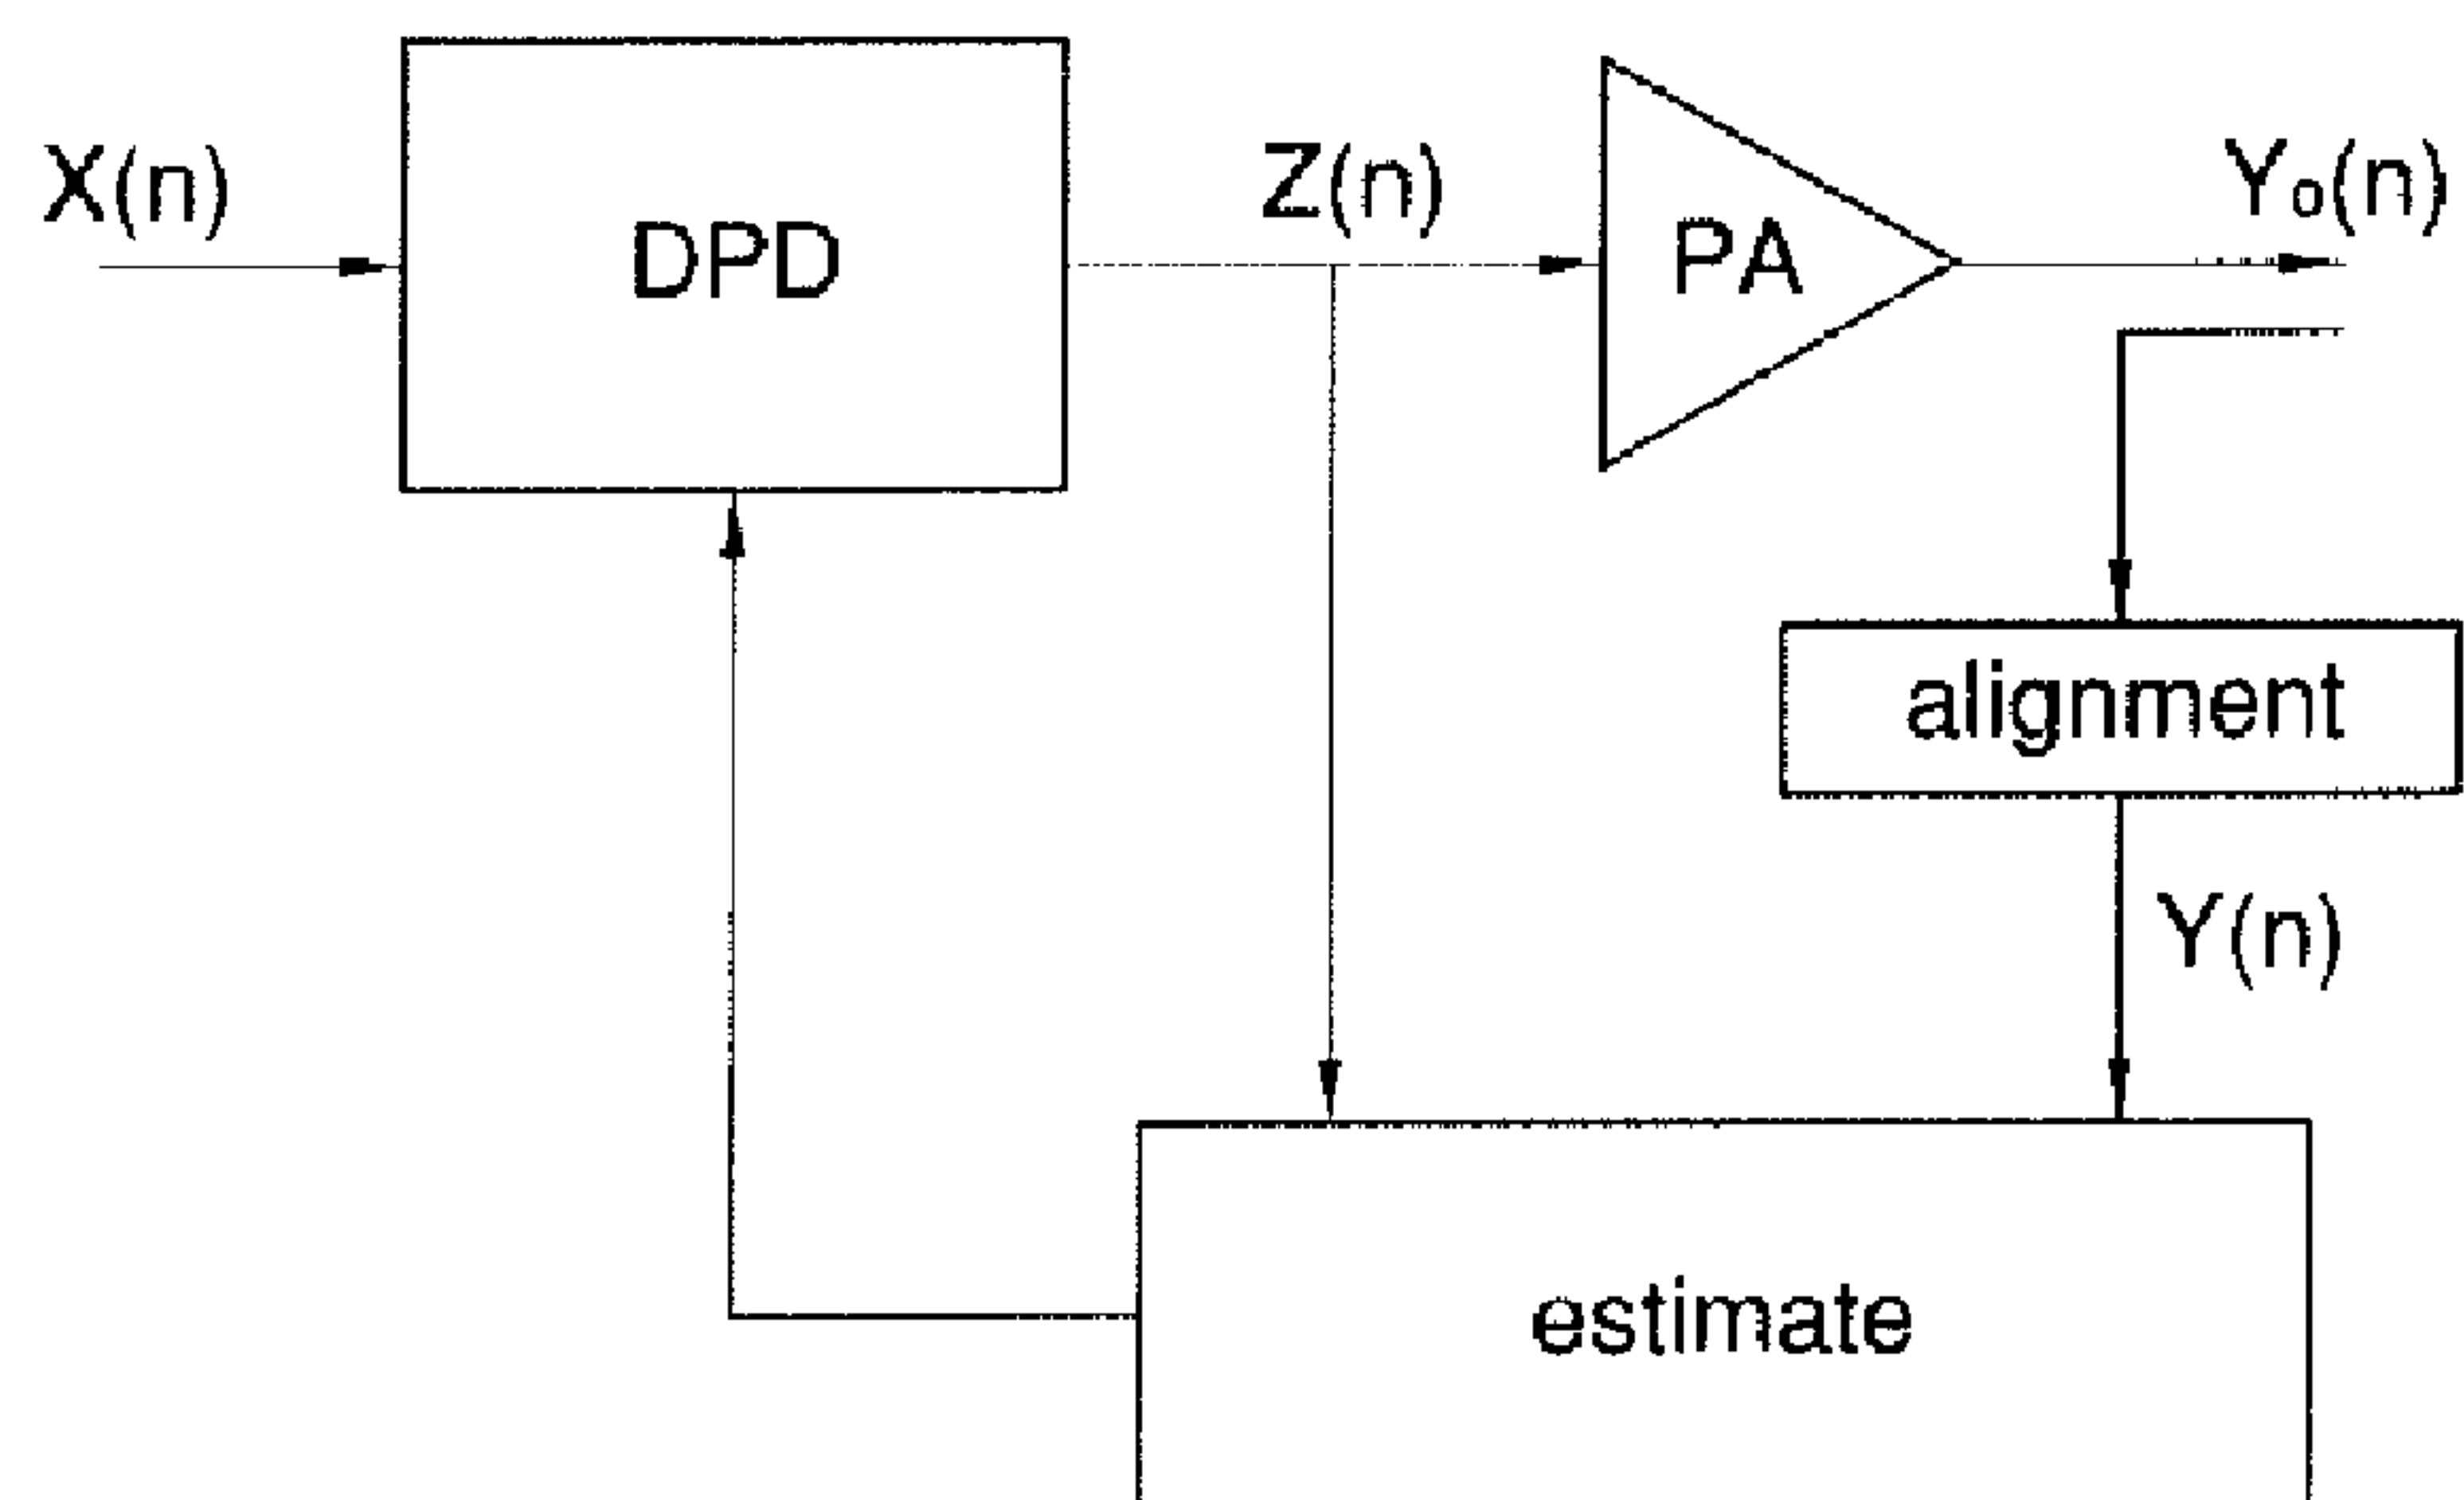 X(n)
DPD
Z(n)
PA
Yo(n)
alignment
Y(n)
estimate